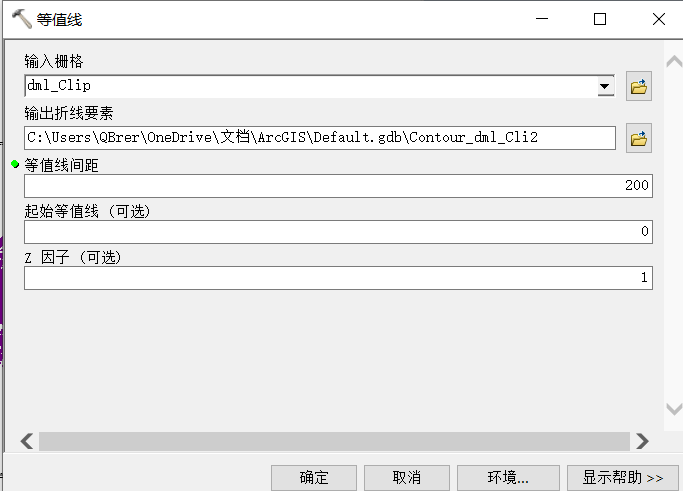 等值线
输入栅格
dml_Clip
输出折线要素
C:\Users\QBrer\OneDrive\文档\ArcGIS\Default.gdb\Contour_dml_Cli2
等值线间距
200
起始等值线 (可选)
0
Z 因子 (可选)
1
确定 取消 环境... 显示帮助 >>